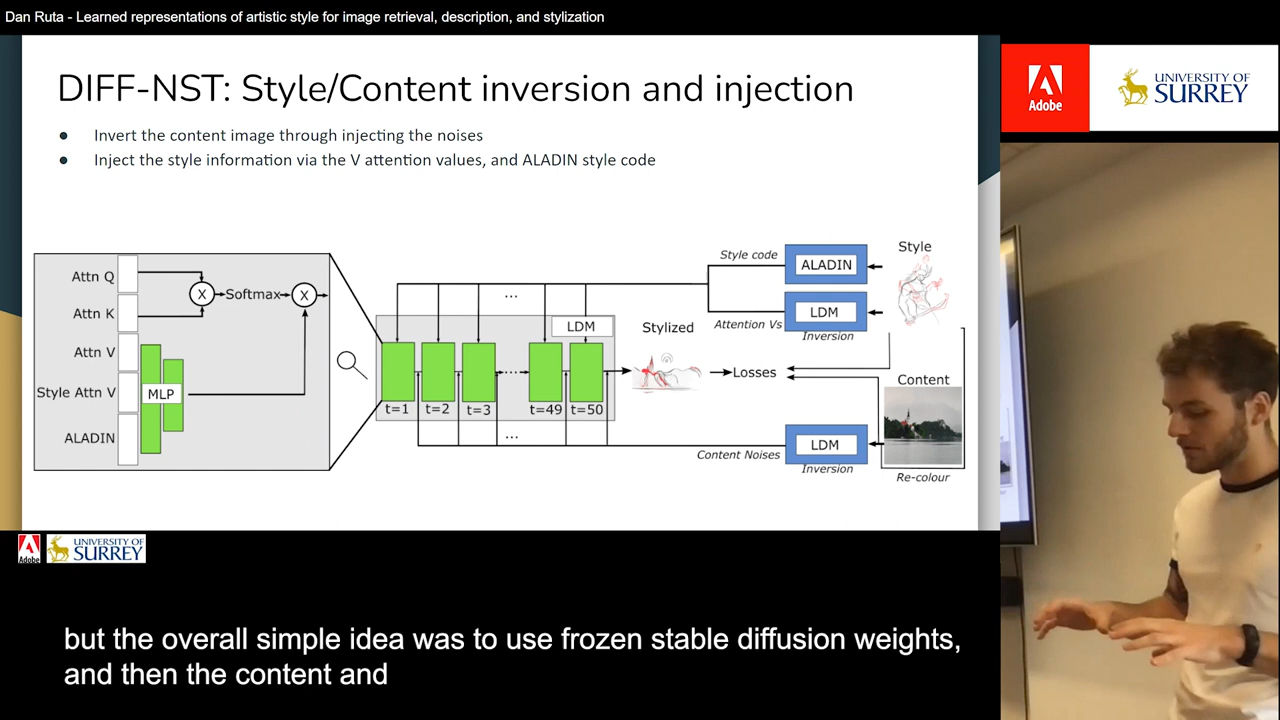 Dan Ruta - Learned representations of artistic style for image retrieval, description, and stylization
DIFF-NST: Style/Content inversion and injection
Invert the content image through injecting the noises
Inject the style information via the V attention values, and ALADIN style code
Attn Q
Attn K
Attn V
Style Attn V
ALADIN
X
Softmax
X
MLP
...
LDM
t=1
t=2
t=3
....
t=49
t=50
...
Style code
Attention Vs
ALADIN
LDM
Inversion
Style
Stylized
Losses
Content
Content Noises
LDM
Inversion
Re-colour
Adobe
UNIVERSITY OF
SURREY
Adobe
UNIVERSITY OF
SURREY
but the overall simple idea was to use frozen stable diffusion weights,
and then the content and